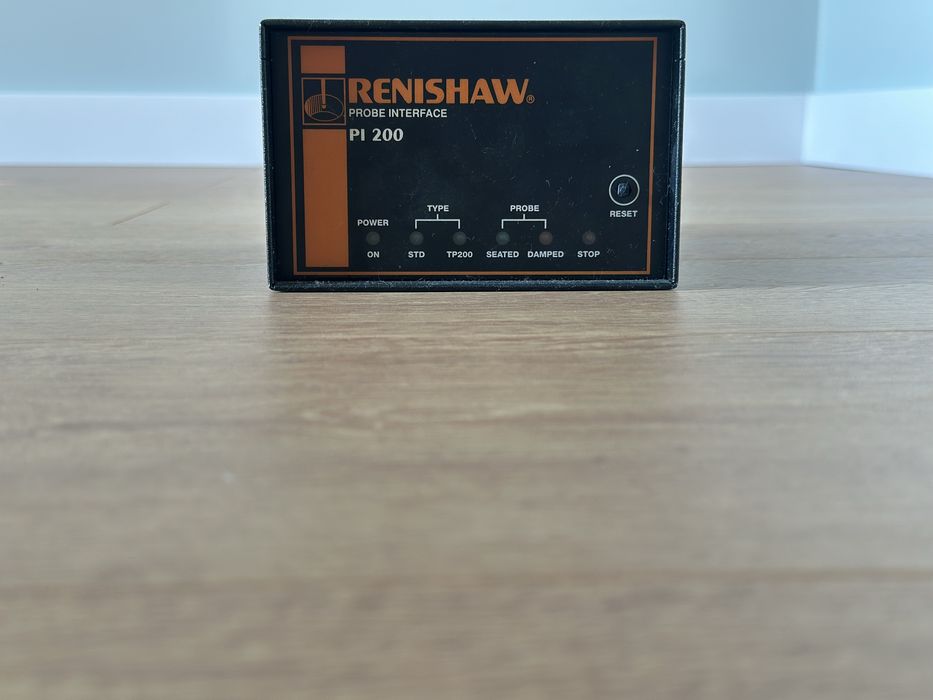 RENISHAW®
PROBE INTERFACE
PI 200
RESET
TYPE PROBE
POWER
ON STD TP200 SEATED DAMPED STOP